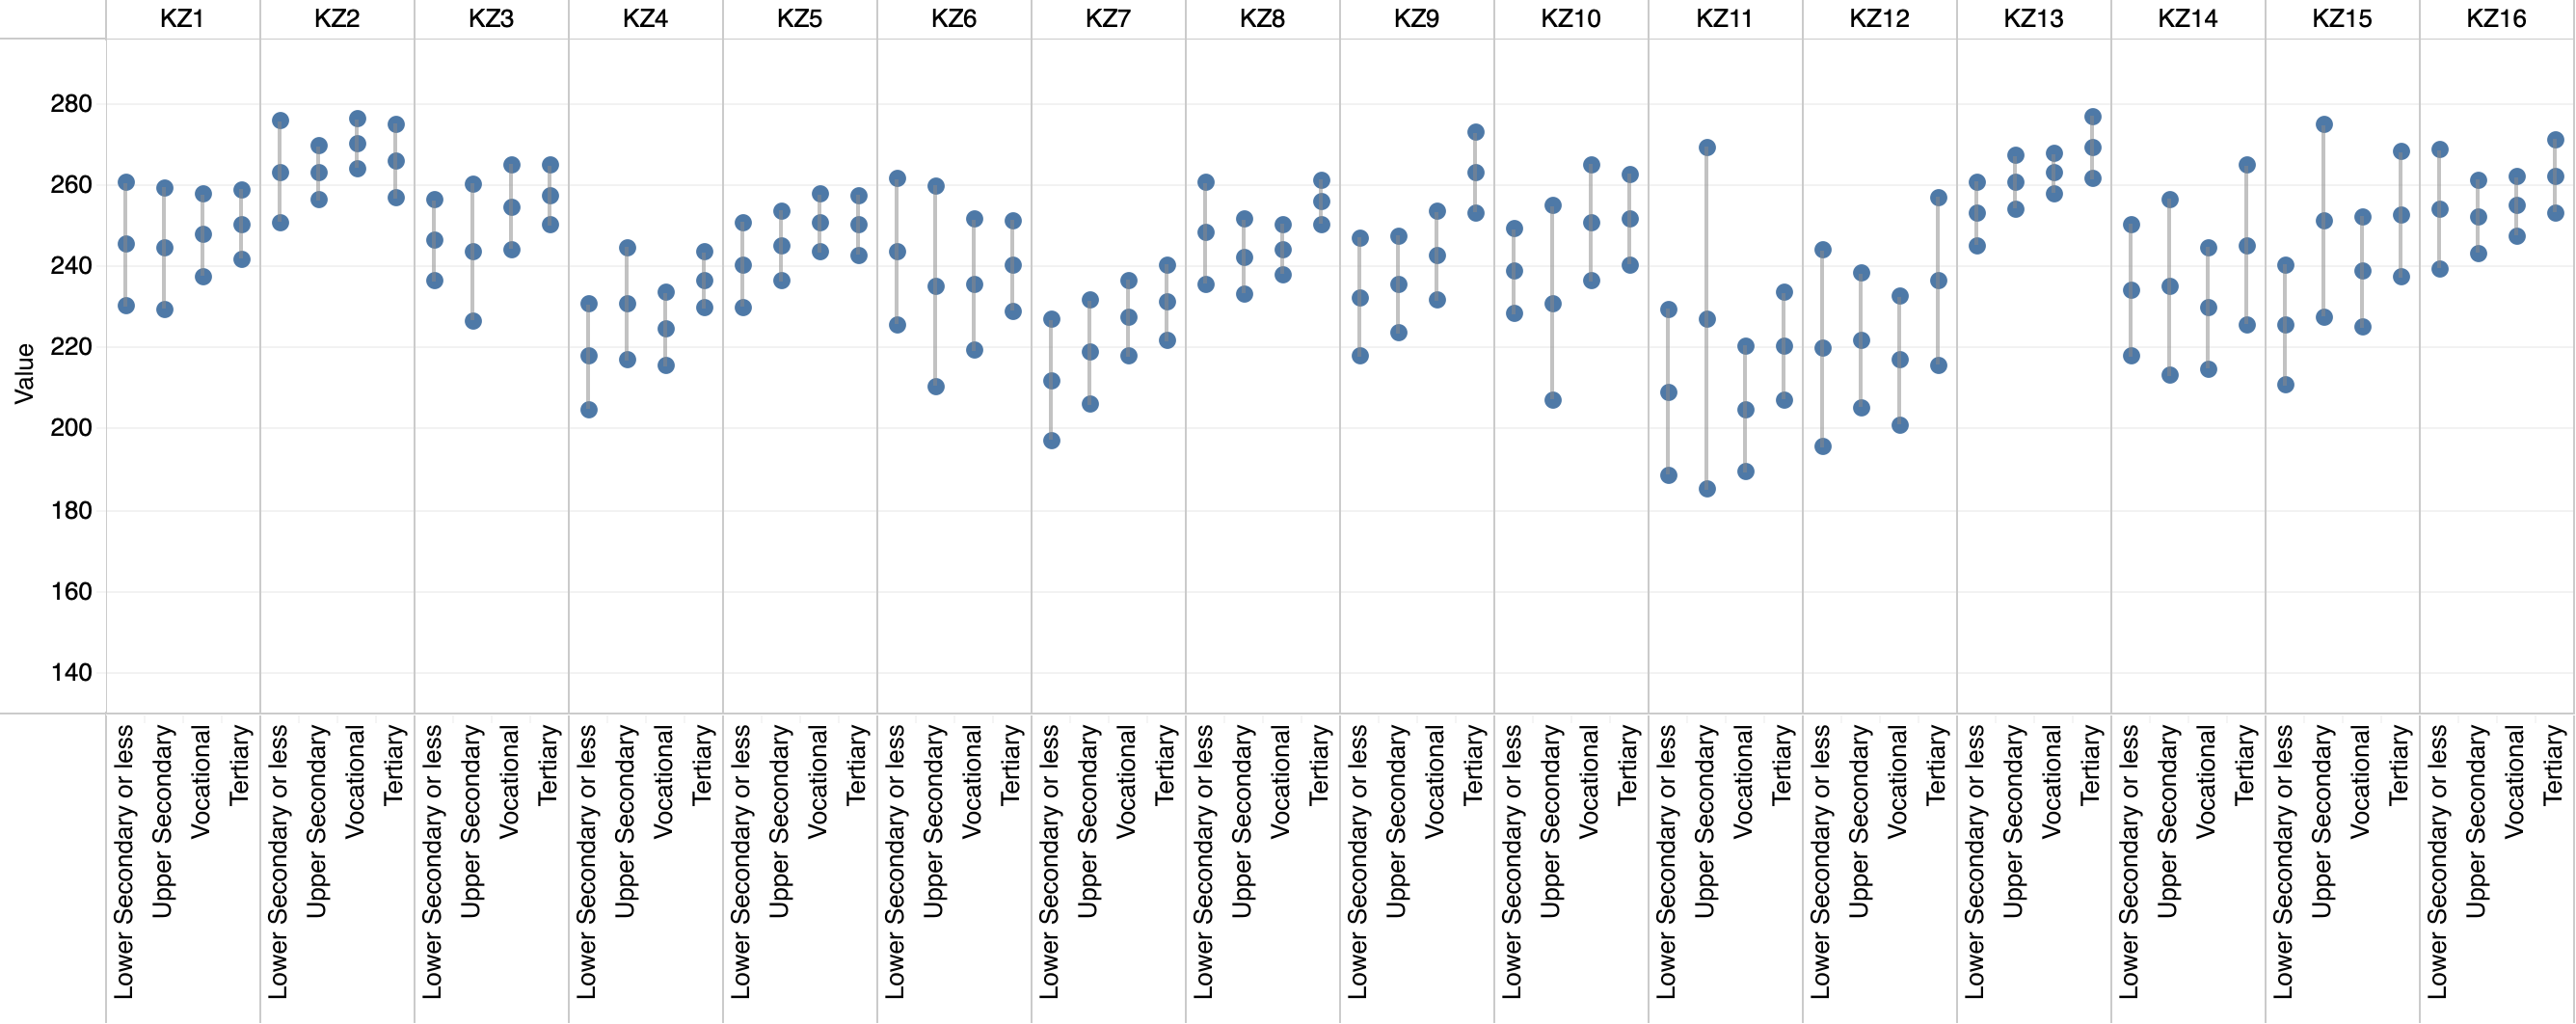 KZ1 KZ2 KZ3 KZ4 KZ5 KZ6 KZ7 KZ8 KZ9 KZ10 KZ11 KZ12 KZ13 KZ14 KZ15 KZ16
280
260
240
220
200
180
160
140
Value
Lower Secondary or less
Upper Secondary
Vocational
Tertiary
Lower Secondary or less
Upper Secondary
Vocational
Tertiary
Lower Secondary or less
Upper Secondary
Vocational
Tertiary
Lower Secondary or less
Upper Secondary
Vocational
Tertiary
Lower Secondary or less
Upper Secondary
Vocational
Tertiary
Lower Secondary or less
Upper Secondary
Vocational
Tertiary
Lower Secondary or less
Upper Secondary
Vocational
Tertiary
Lower Secondary or less
Upper Secondary
Vocational
Tertiary
Lower Secondary or less
Upper Secondary
Vocational
Tertiary
Lower Secondary or less
Upper Secondary
Vocational
Tertiary
Lower Secondary or less
Upper Secondary
Vocational
Tertiary
Lower Secondary or less
Upper Secondary
Vocational
Tertiary
Lower Secondary or less
Upper Secondary
Vocational
Tertiary
Lower Secondary or less
Upper Secondary
Vocational
Tertiary
Lower Secondary or less
Upper Secondary
Vocational
Tertiary
Lower Secondary or less
Upper Secondary
Vocational
Tertiary